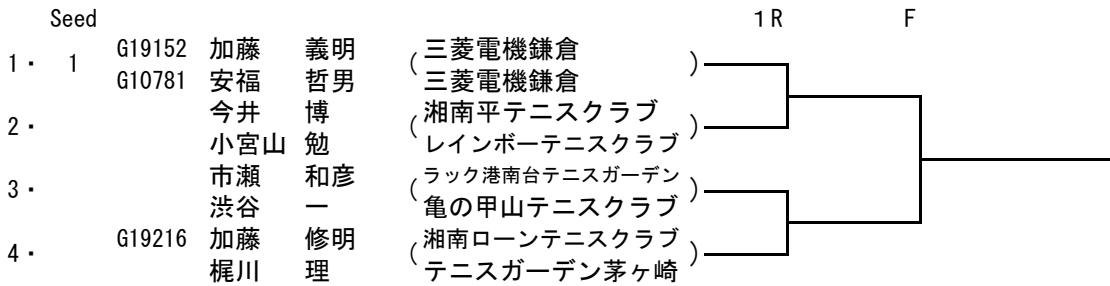 Seed 1R F
1・ 1 G19152 加藤 義明 (三菱電機鎌倉)
G10781 安福 哲男 三菱電機鎌倉
2・ 今井 博 (湘南平テニスクラブ)
小宮山 勉 レインボーテニスクラブ
3・ 市瀬 和彦 (ラック港南台テニスガーデン)
渋谷 一 亀の甲山テニスクラブ
4・ G19216 加藤 修明 (湘南ローンテニスクラブ)
梶川 理 テニスガーデン茅ヶ崎